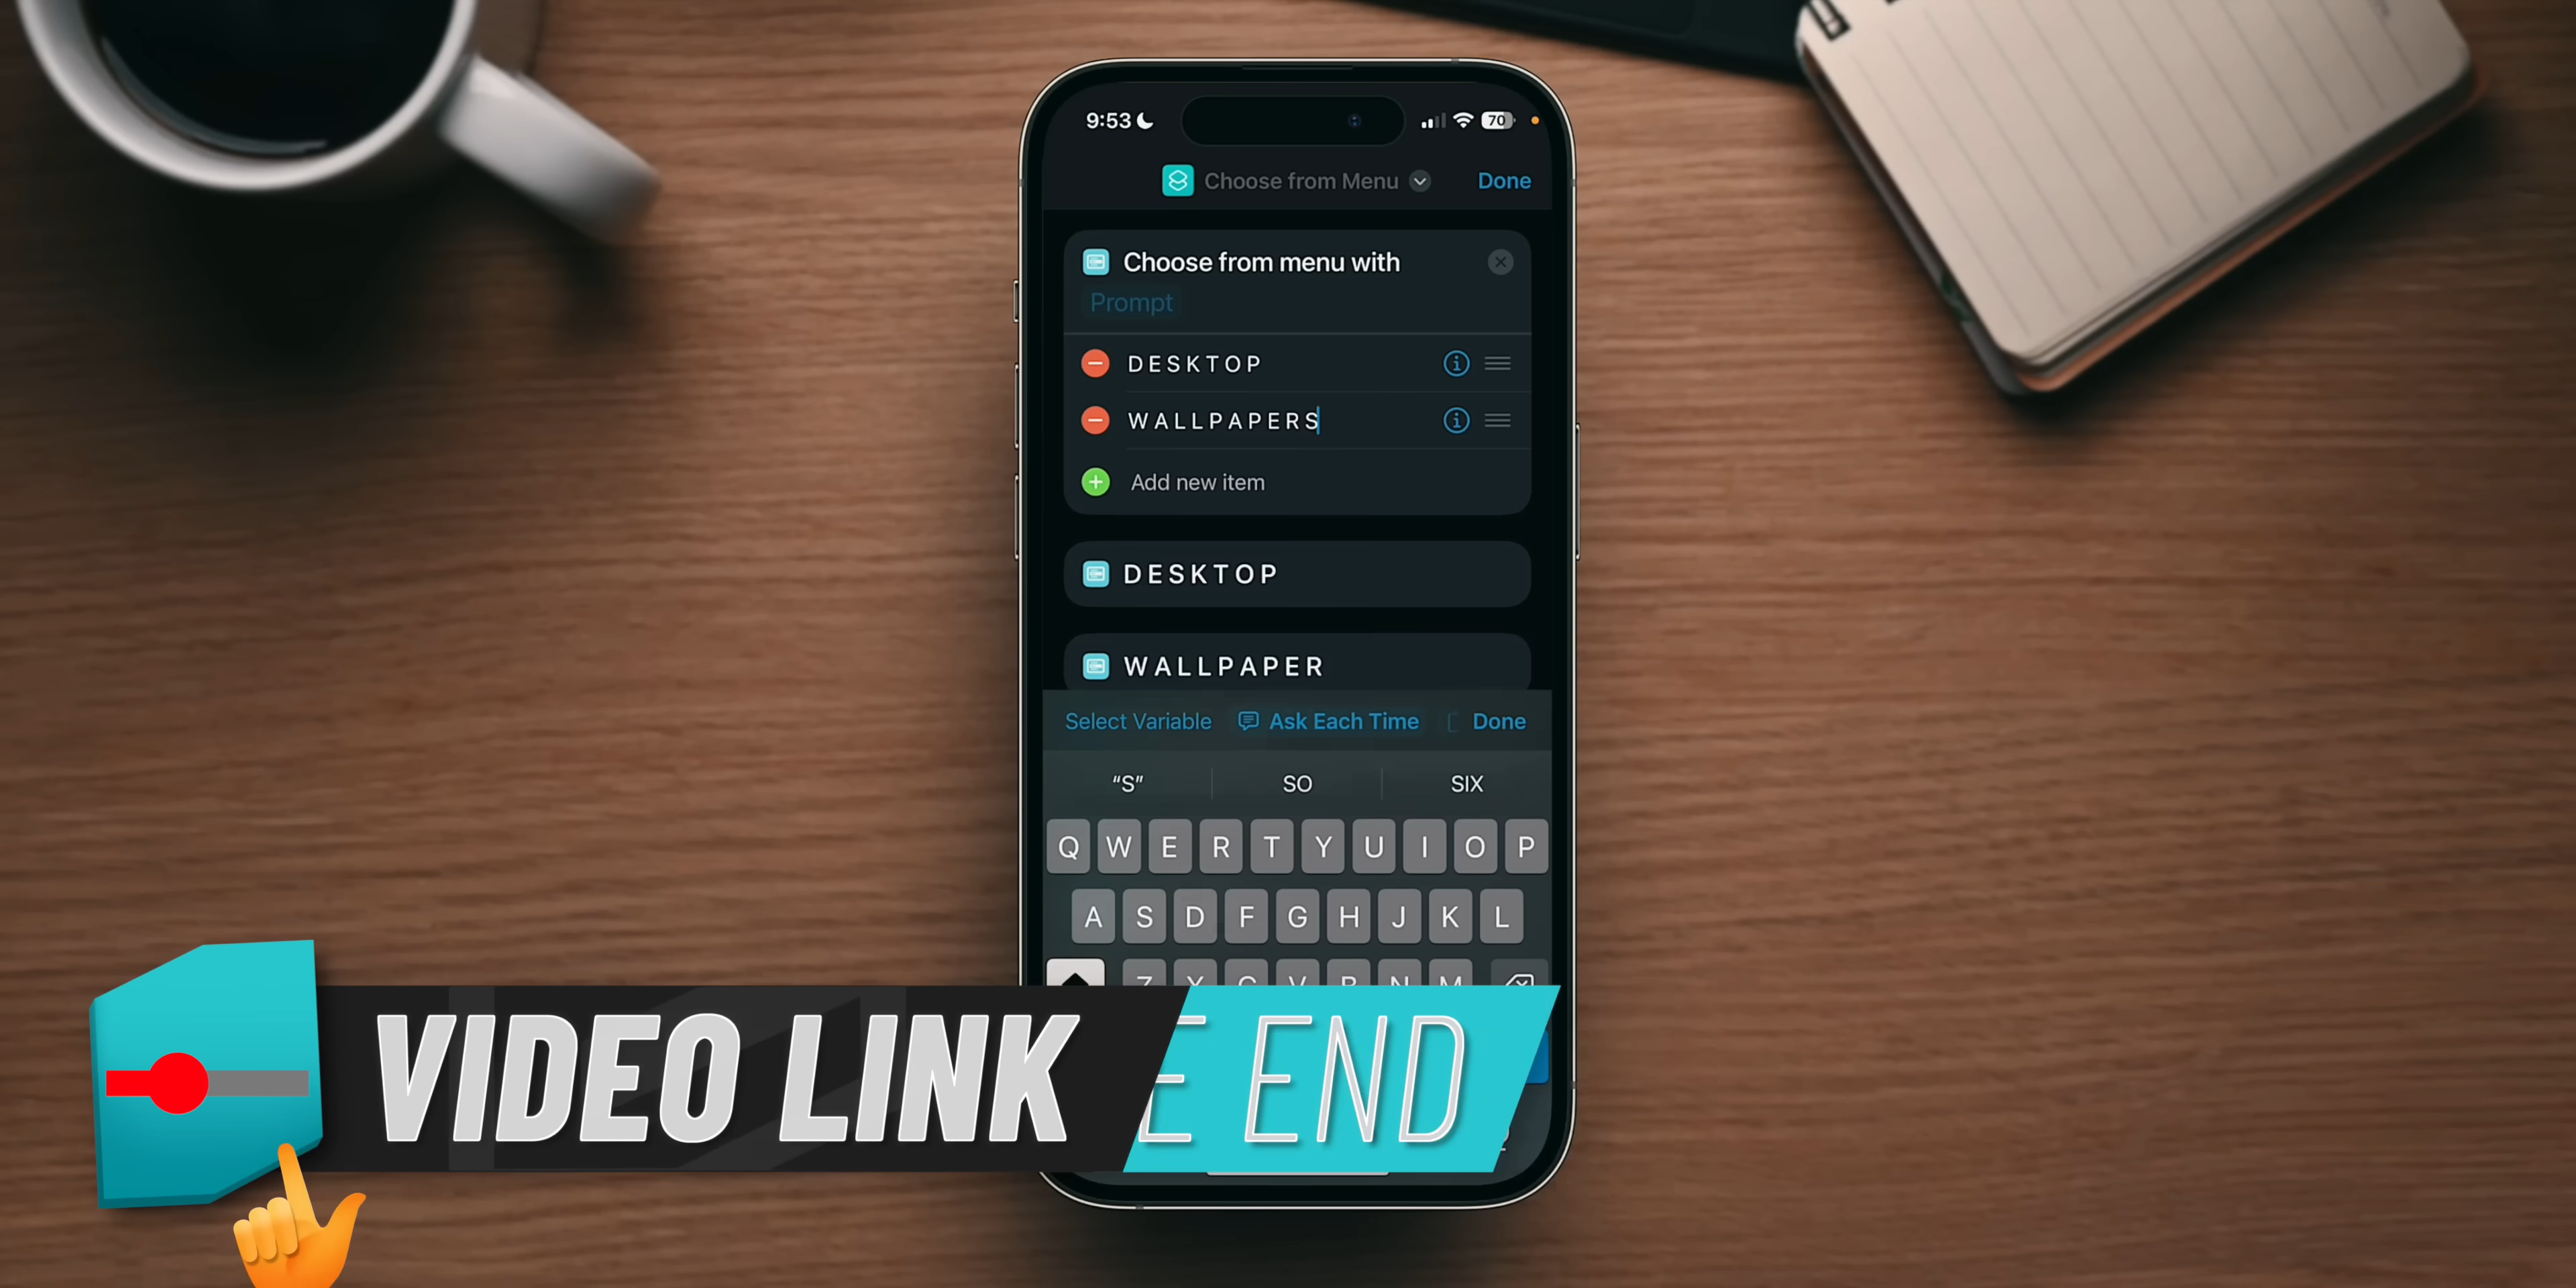 9:53
70
Choose from Menu
Done
Choose from menu with
Prompt
DESKTOP
WALLPAPERS
Add new item
DESKTOP
WALLPAPER
Select Variable
Ask Each Time
Done
“S”
SO
SIX
Q W E R T Y U I O P
A S D F G H J K L
Z X C V B N M
VIDEO LINK
E END